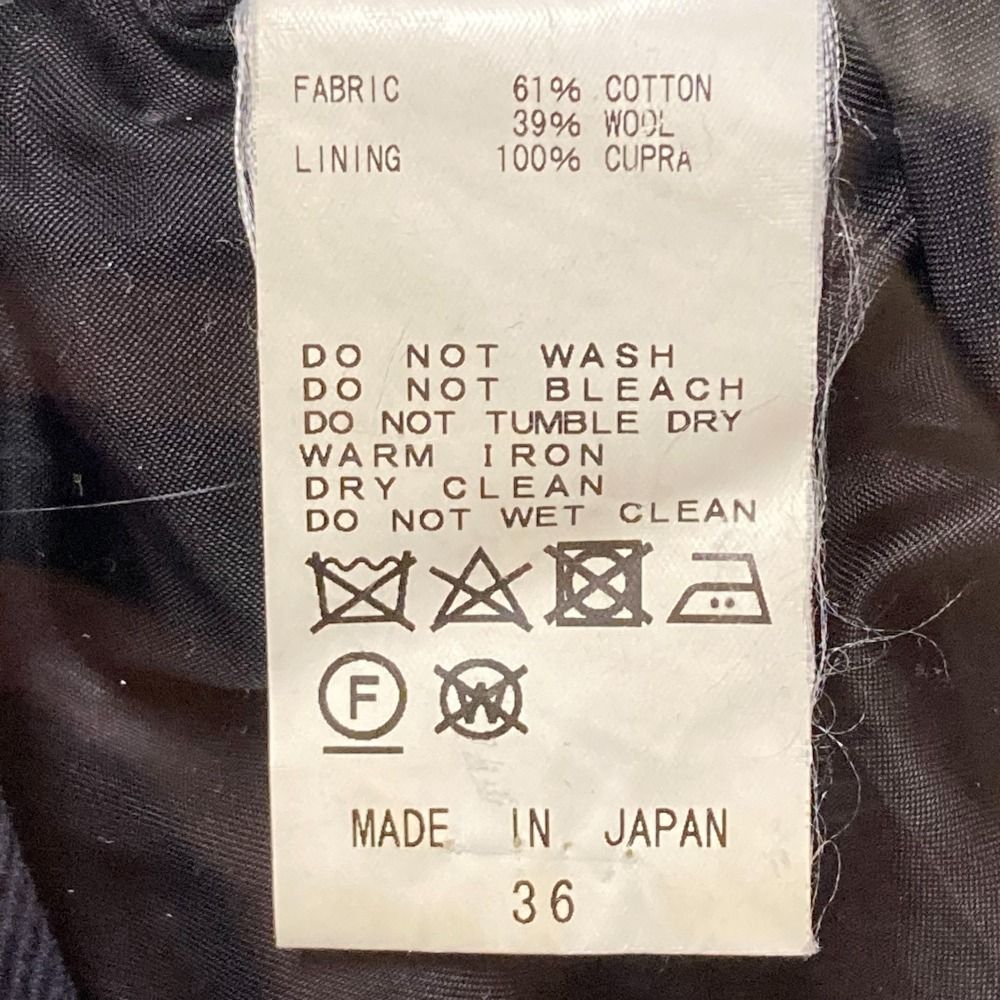 FABRIC 61% COTTON
39% WOOL
LINING 100% CUPRA
DO NOT WASH
DO NOT BLEACH
DO NOT TUMBLE DRY
WARM IRON
DRY CLEAN
DO NOT WET CLEAN
F W
MADE IN JAPAN
36